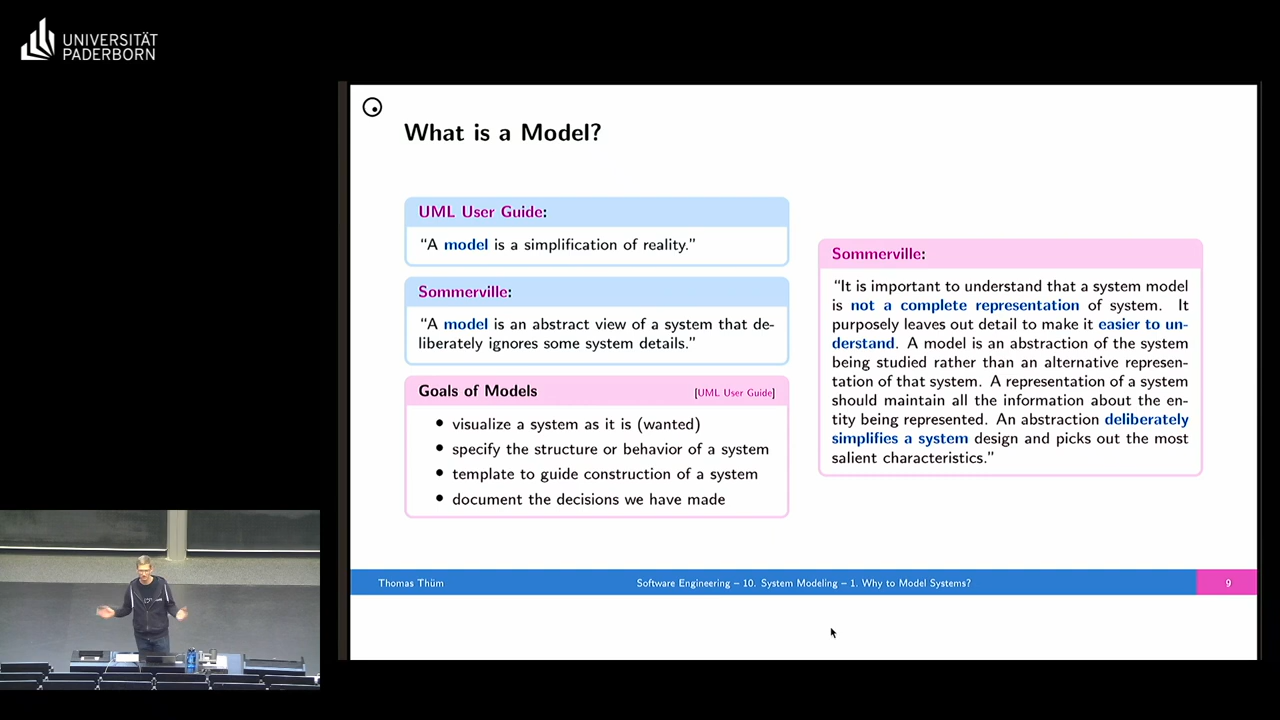 UNIVERSITÄT
PADERBORN
What is a Model?
UML User Guide:
“A model is a simplification of reality.”
Sommerville:
“A model is an abstract view of a system that de-
liberately ignores some system details.”
Goals of Models [UML User Guide]
• visualize a system as it is (wanted)
• specify the structure or behavior of a system
• template to guide construction of a system
• document the decisions we have made
Sommerville:
“It is important to understand that a system model
is not a complete representation of system. It
purposely leaves out detail to make it easier to un-
derstand. A model is an abstraction of the system
being studied rather than an alternative represen-
tation of that system. A representation of a system
should maintain all the information about the en-
tity being represented. An abstraction deliberately
simplifies a system design and picks out the most
salient characteristics.”
Thomas Thüm Software Engineering – 10. System Modeling – 1. Why to Model Systems? 9